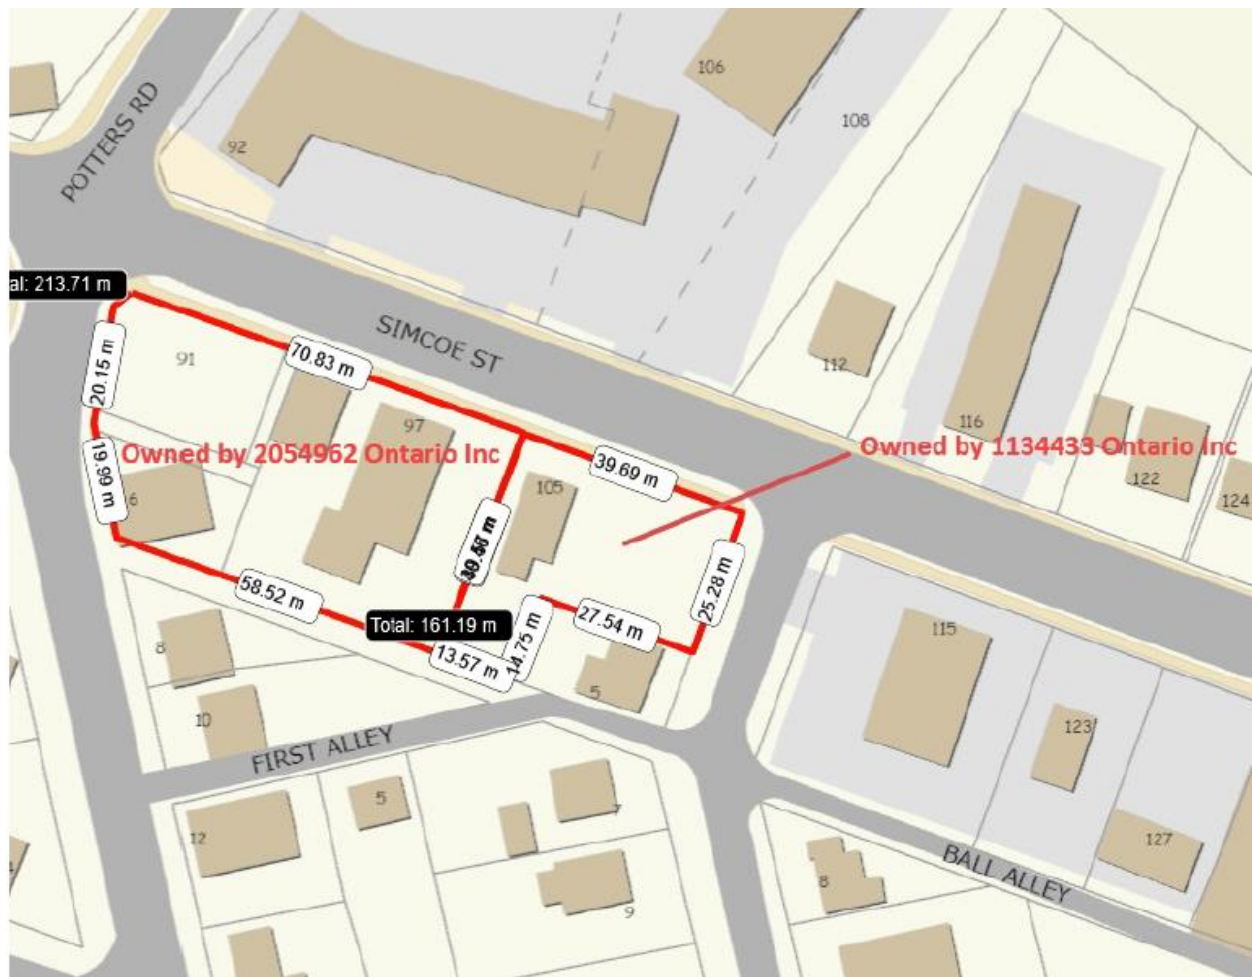 106
108
92
POTTERS RD
al: 213.71 m
SIMCOE ST
70.83 m
20.15 m
91
112
97
116
Owned by 2054962 Ontario Inc
Owned by 1134433 Ontario Inc
39.69 m
19.99 m
6
105
122
124
58.52 m
25.28 m
Total: 161.19 m
27.54 m
14.75 m
13.57 m
115
8
5
10
FIRST ALLEY
123
5
7
12
127
BALL ALLEY
8
9